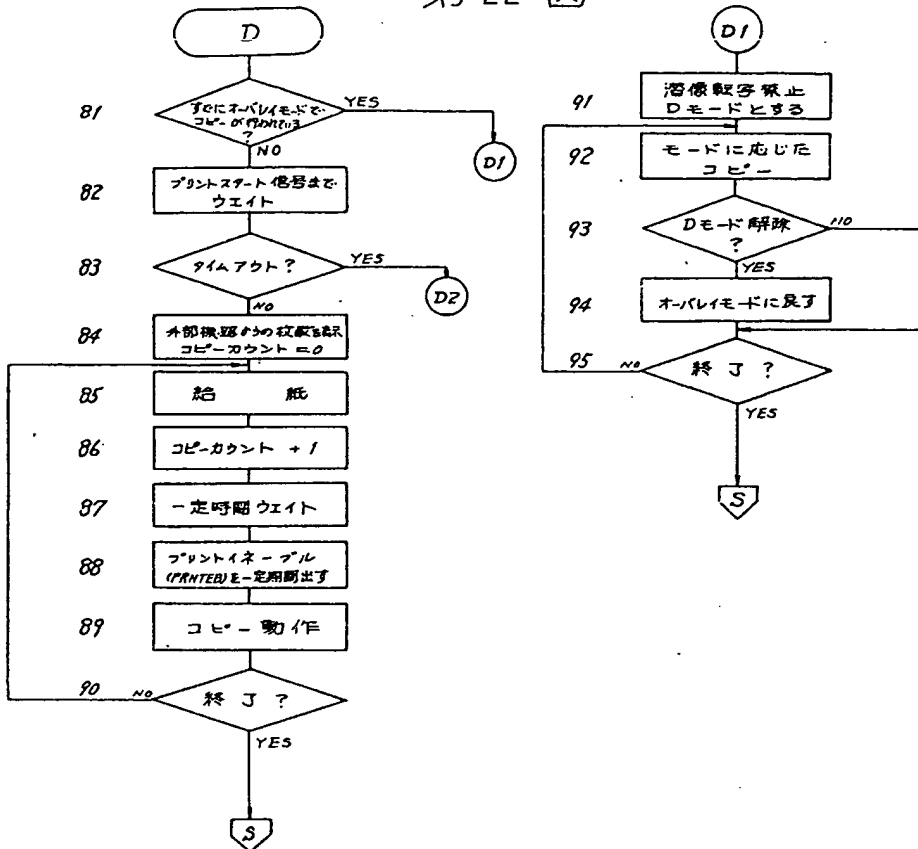 第22図
D
81
すでにオーバレイモードで
コピーが行われている
?
YES
NO
D1
82
プリントスタート信号まで
ウエイト
83
タイムアウト?
YES
NO
D2
84
外部機器からの枚数を表示
コピーカウント=0
85
給 紙
86
コピーカウント +1
87
一定時間ウエイト
88
プリントイネーブル
(PRNTEB)を一定期間出す
89
コピー動作
90
NO
終了?
YES
S
D1
91
潜像転写禁止
Dモードとする
92
モードに応じた
コピー
93
Dモード解除
?
NO
YES
94
オーバレイモードに戻す
95
NO
終了?
YES
S